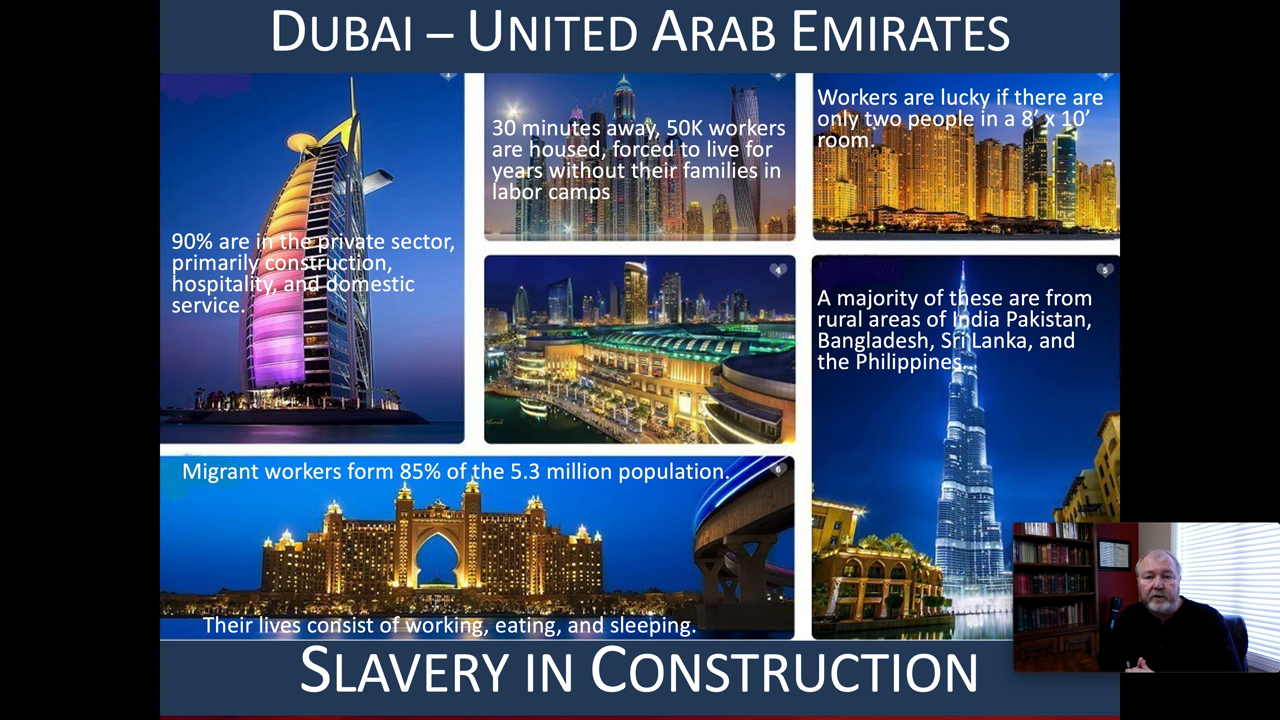 DUBAI – UNITED ARAB EMIRATES
90% are in the private sector,
primarily construction,
hospitality, and domestic
service.
30 minutes away, 50K workers
are housed, forced to live for
years without their families in
labor camps
Workers are lucky if there are
only two people in a 8’ x 10’
room.
4
5
A majority of these are from
rural areas of India Pakistan,
Bangladesh, Sri Lanka, and
the Philippines.
6
Migrant workers form 85% of the 5.3 million population.
Their lives consist of working, eating, and sleeping.
SLAVERY IN CONSTRUCTION